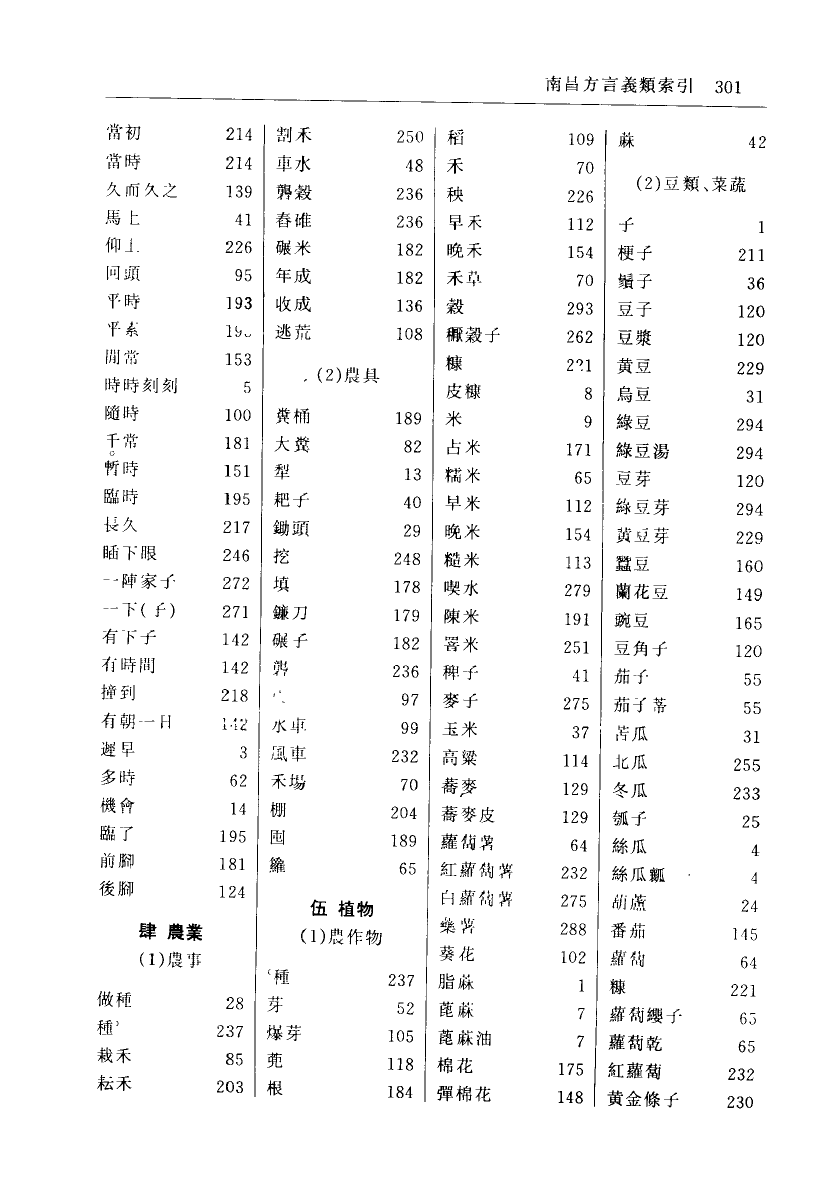 南昌方言義類索引 301
當初 214
當時 214
久而久之 139
馬上 41
仰上 226
回頭 95
平時 193
平素
閒常 153
時時刻刻 5
隨時 100
千常 181
暫時 151
臨時 195
長久 217
䀹下眼 246
一陣家子 272
一下(子) 271
有下子 142
有時間 142
撞到 218
有朝一日 142
遲早 3
多時 62
機會 14
臨了 195
前腳 181
後腳 124
肆 農業
(1)農事
做種 28
種˒ 237
栽禾 85
耘禾 203
割禾 250
車水 48
礱穀 236
舂碓 236
碾米 182
年成 182
收成 136
逃荒 108
(2)農具
糞桶 189
大糞 82
犁 13
耙子 40
鋤頭 29
挖 248
填 178
鐮刀 179
碾子 182
礱 236
97
水車 99
風車 232
禾場 70
棚 204
囤 189
籮 65
伍 植物
(1)農作物
ʿ種 237
芽 52
爆芽 105
蔸 118
根 184
稻 109
禾 70
秧 226
早禾 112
晚禾 154
禾草 70
穀 293
癟穀子 262
糠 221
皮糠 8
米 9
占米 171
糯米 65
早米 112
晚米 154
糙米 113
喫水 279
陳米 191
米 251
稗子 41
麥子 275
玉米 37
高粱 114
蕎麥 129
蕎麥皮 129
蘿蔔薯 64
紅蘿蔔薯 232
白蘿蔔薯 275
藥薯 288
葵花 102
脂蔴 1
蓖蔴 7
蓖蔴油 7
棉花 175
彈棉花 148
蔴 42
(2)豆類、菜蔬
子 1
梗子 211
鬚子 36
豆子 120
豆漿 120
黄豆 229
烏豆 31
綠豆 294
綠豆湯 294
豆芽 120
綠豆芽 294
黄豆芽 229
蠶豆 160
蘭花豆 149
豌豆 165
豆角子 120
茄子 55
茄子蒂 55
苦瓜 31
北瓜 255
冬瓜 233
瓠子 25
絲瓜 4
絲瓜瓤 4
葫蘆 24
番茄 145
蘿蔔 64
糠 221
蘿蔔纓子 65
蘿蔔乾 65
紅蘿蔔 232
黄金條子 230